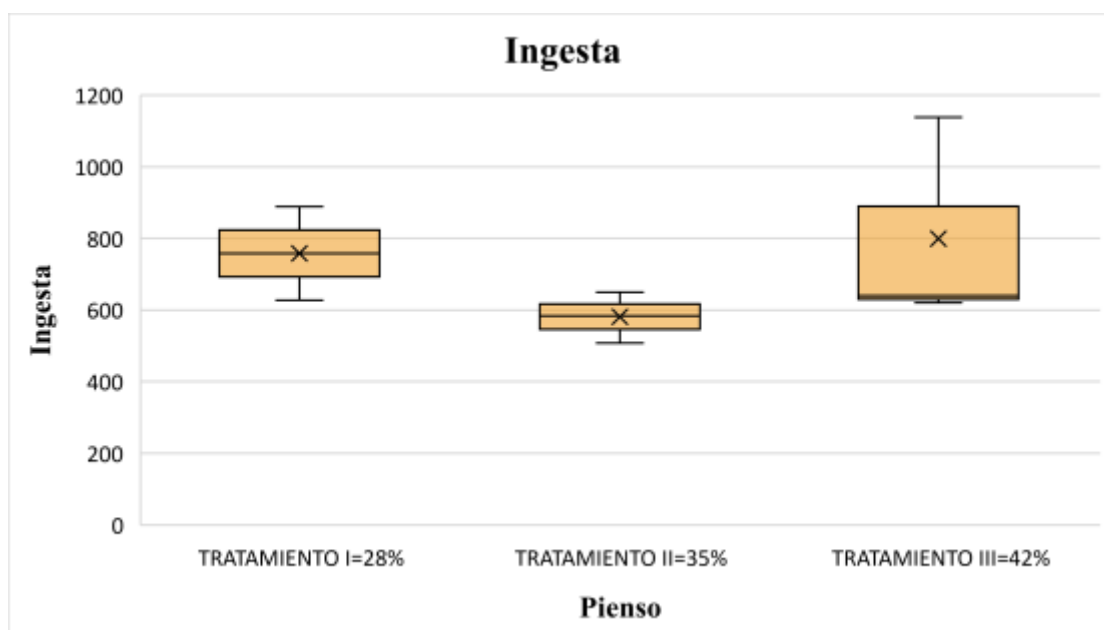 Ingesta
1200
1000
800
600
400
200
0
Ingesta
TRATAMIENTO I=28%
TRATAMIENTO II=35%
TRATAMIENTO III=42%
Pienso